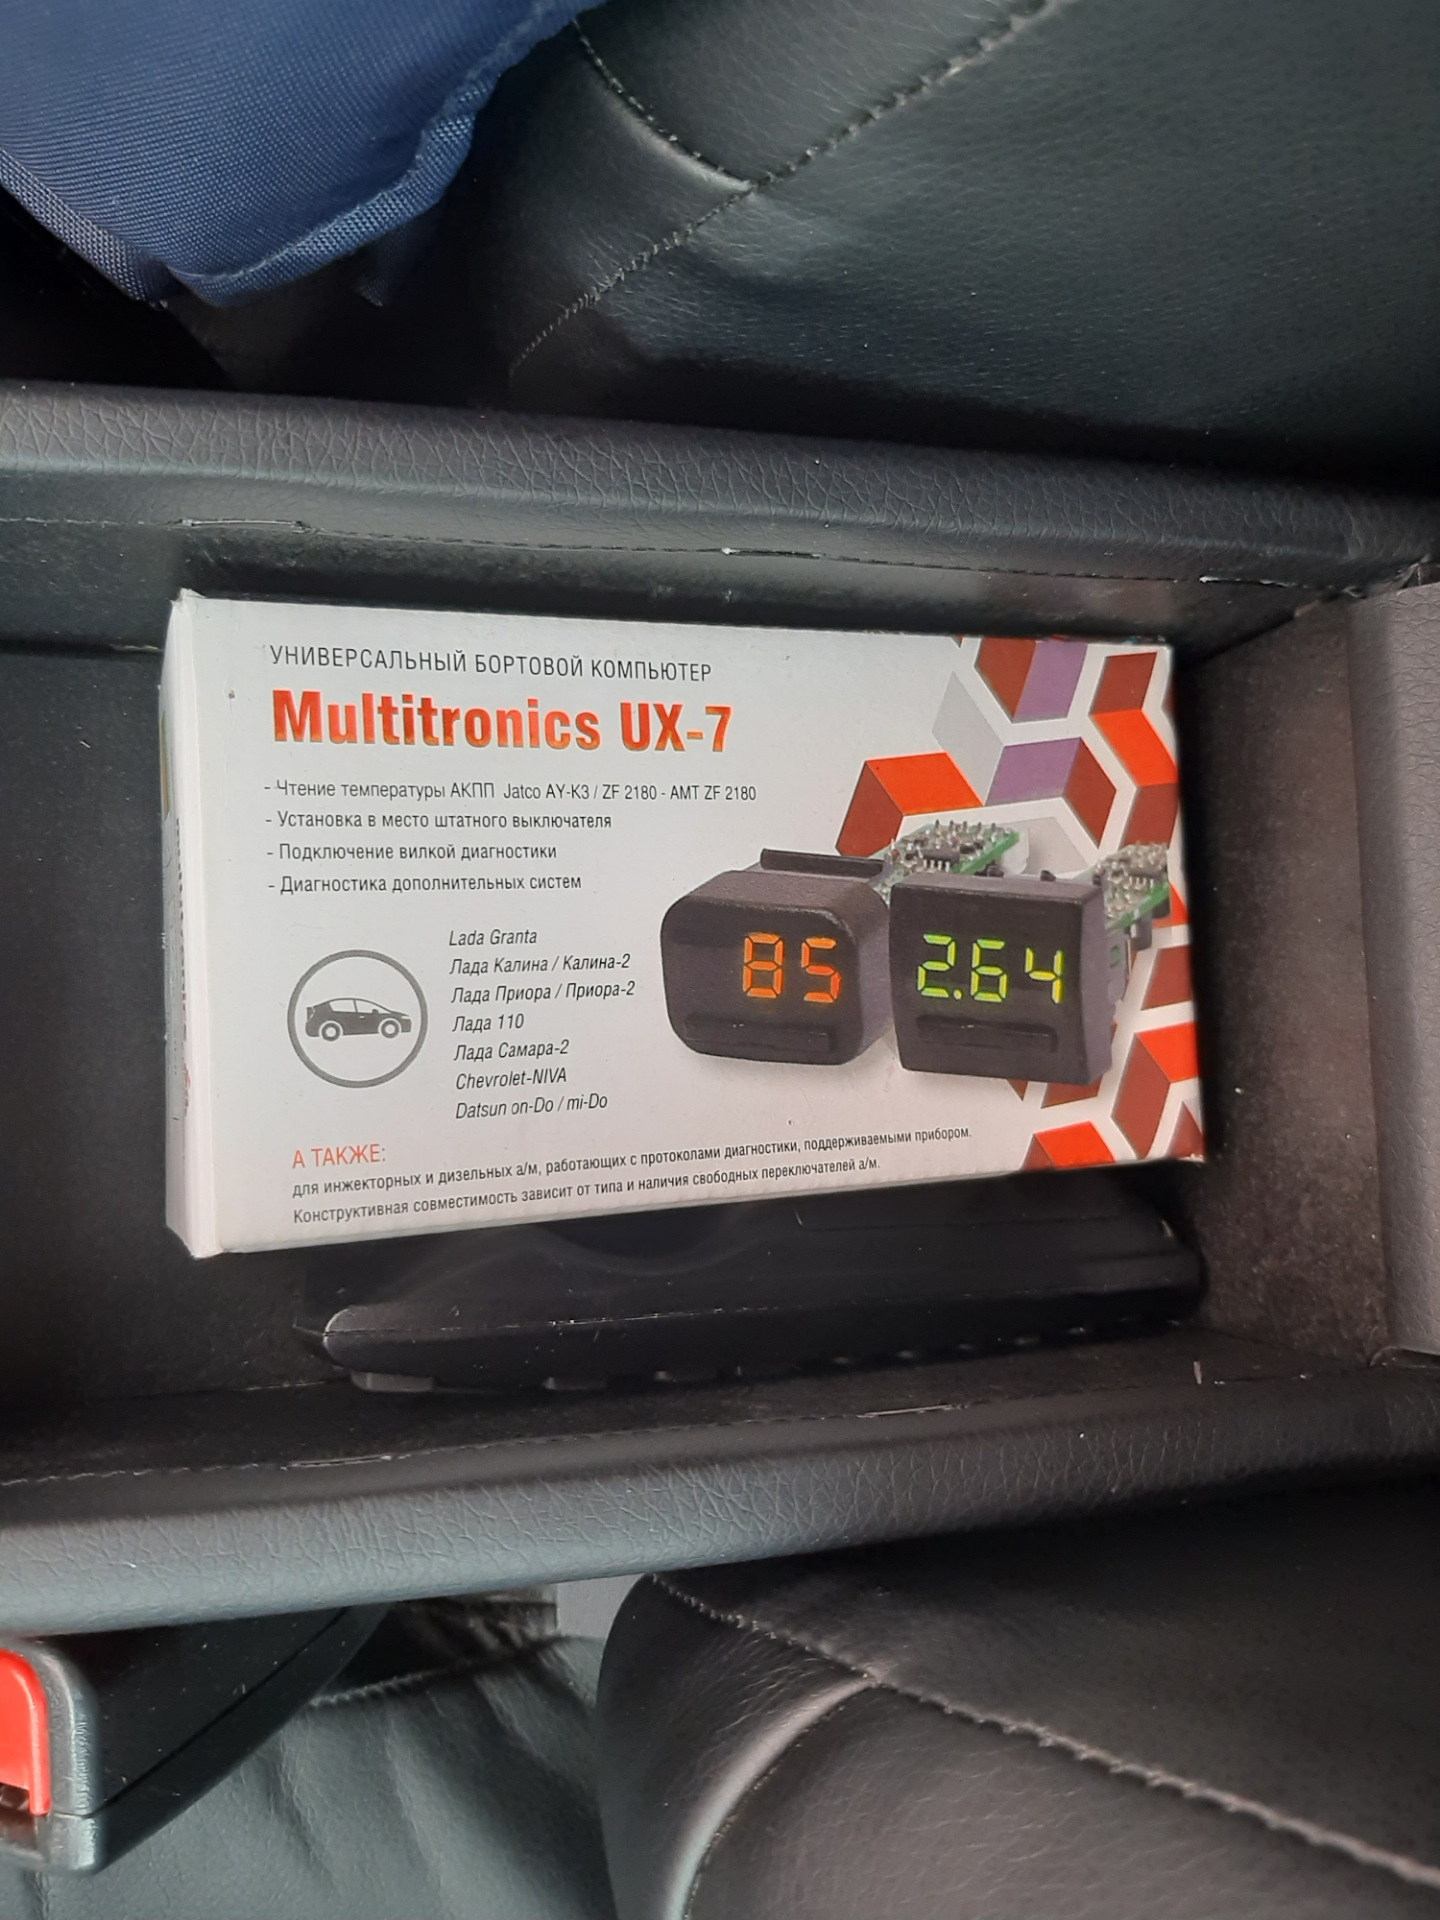 УНИВЕРСАЛЬНЫЙ БОРТОВОЙ КОМПЬЮТЕР
Multitronics UX-7
- Чтение температуры АКПП Jatco AY-K3 / ZF 2180 - AMT ZF 2180
- Установка в место штатного выключателя
- Подключение вилкой диагностики
- Диагностика дополнительных систем
Lada Granta
Лада Калина / Калина-2
Лада Приора / Приора-2
Лада 110
Лада Самара-2
Chevrolet-NIVA
Datsun on-Do / mi-Do
85
2.64
А ТАКЖЕ:
для инжекторных и дизельных а/м, работающих с протоколами диагностики, поддерживаемыми прибором.
Конструктивная совместимость зависит от типа и наличия свободных переключателей а/м.